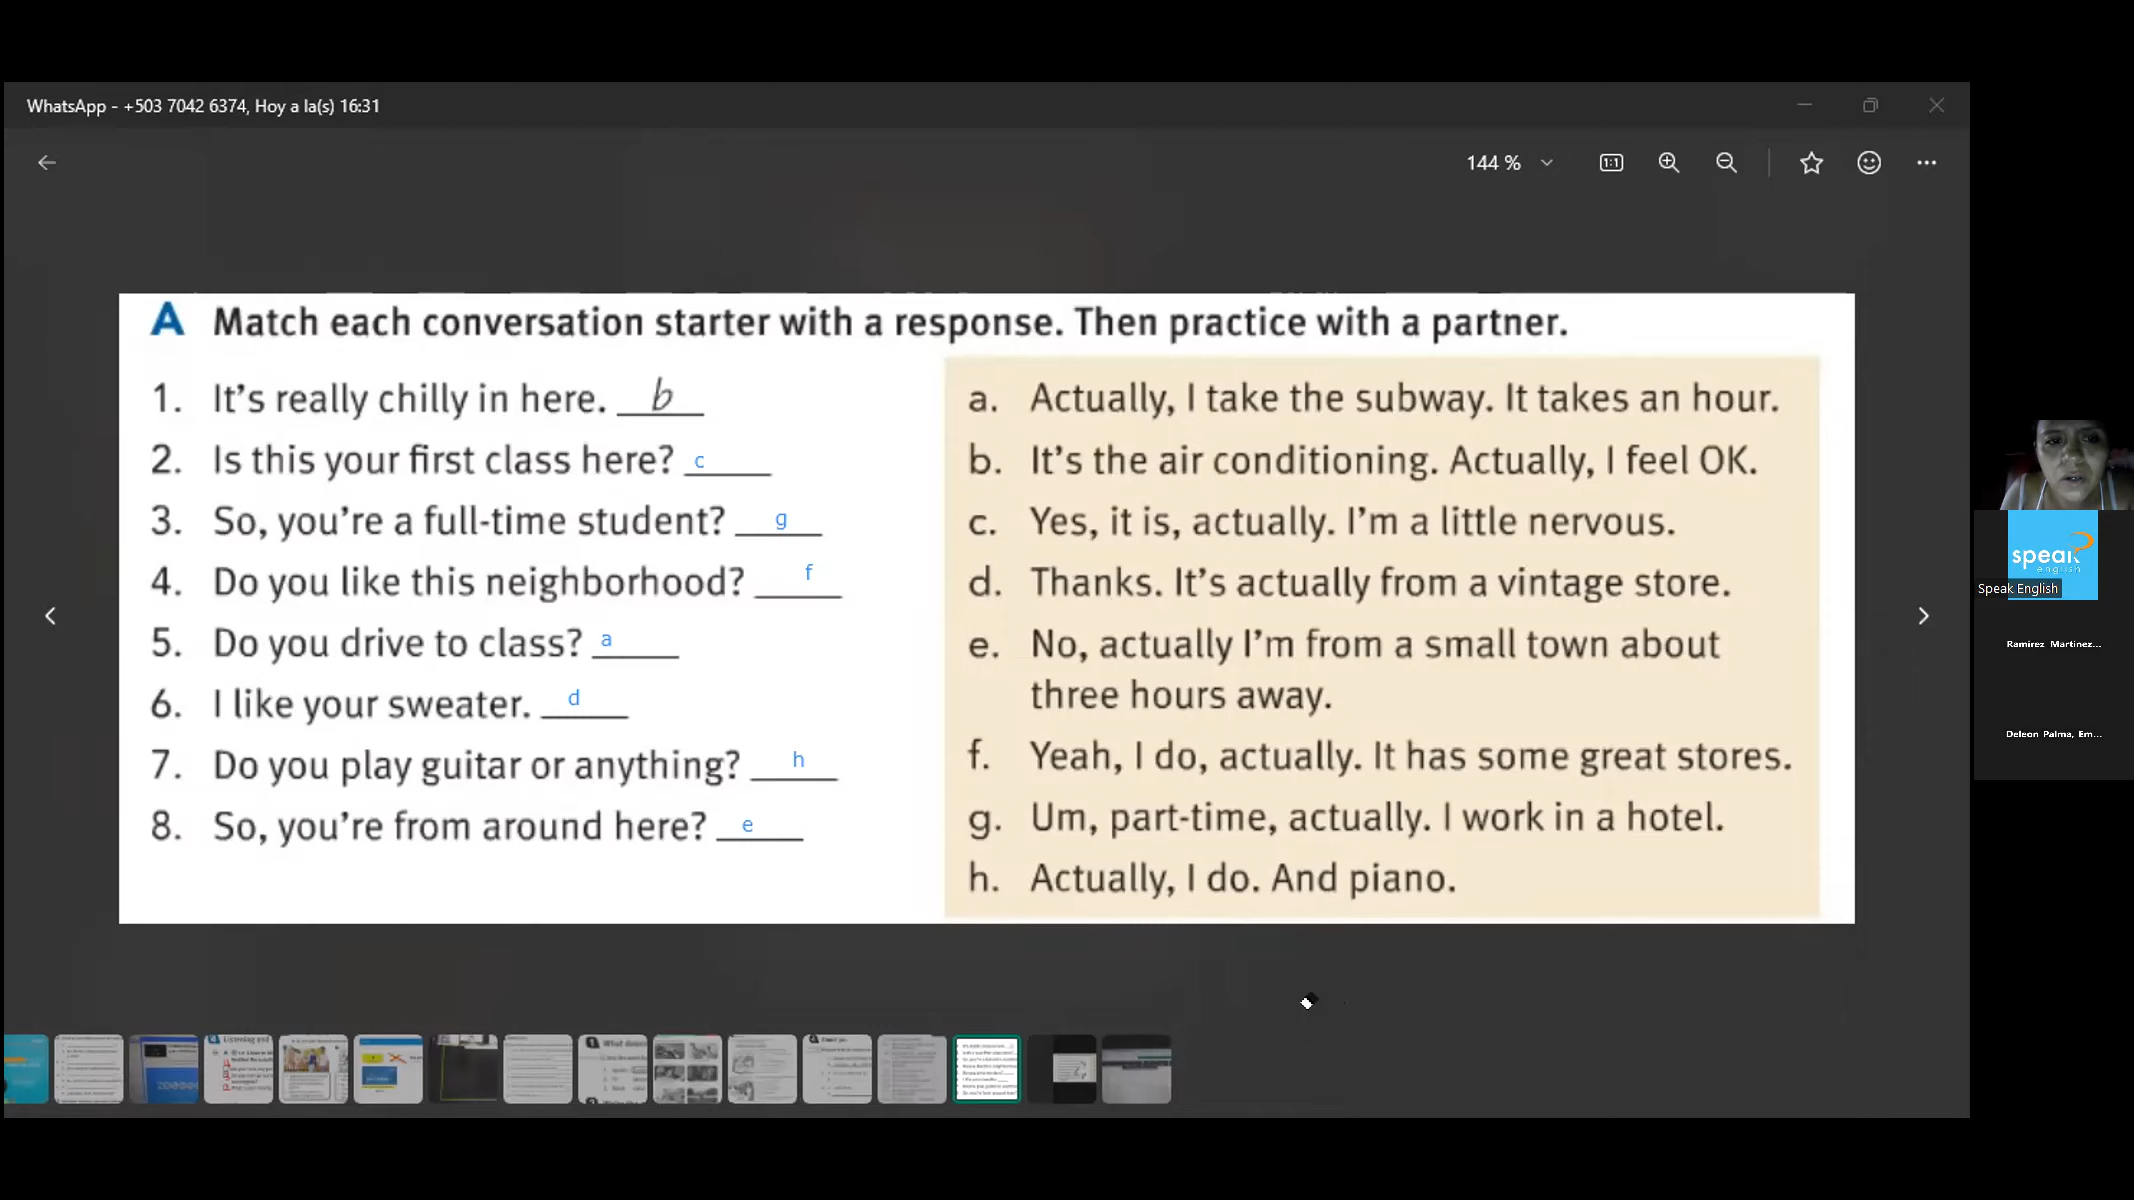 WhatsApp - +503 7042 6374, Hoy a la(s) 16:31
144 %
1:1
A Match each conversation starter with a response. Then practice with a partner.
1. It's really chilly in here. b
2. Is this your first class here? c
3. So, you're a full-time student? g
4. Do you like this neighborhood? f
5. Do you drive to class? a
6. I like your sweater. d
7. Do you play guitar or anything? h
8. So, you're from around here? e
a. Actually, I take the subway. It takes an hour.
b. It's the air conditioning. Actually, I feel OK.
c. Yes, it is, actually. I'm a little nervous.
d. Thanks. It's actually from a vintage store.
e. No, actually I'm from a small town about
three hours away.
f. Yeah, I do, actually. It has some great stores.
g. Um, part-time, actually. I work in a hotel.
h. Actually, I do. And piano.
speak
english
Speak English
Ramirez Martinez...
Deleon Palma, Em...